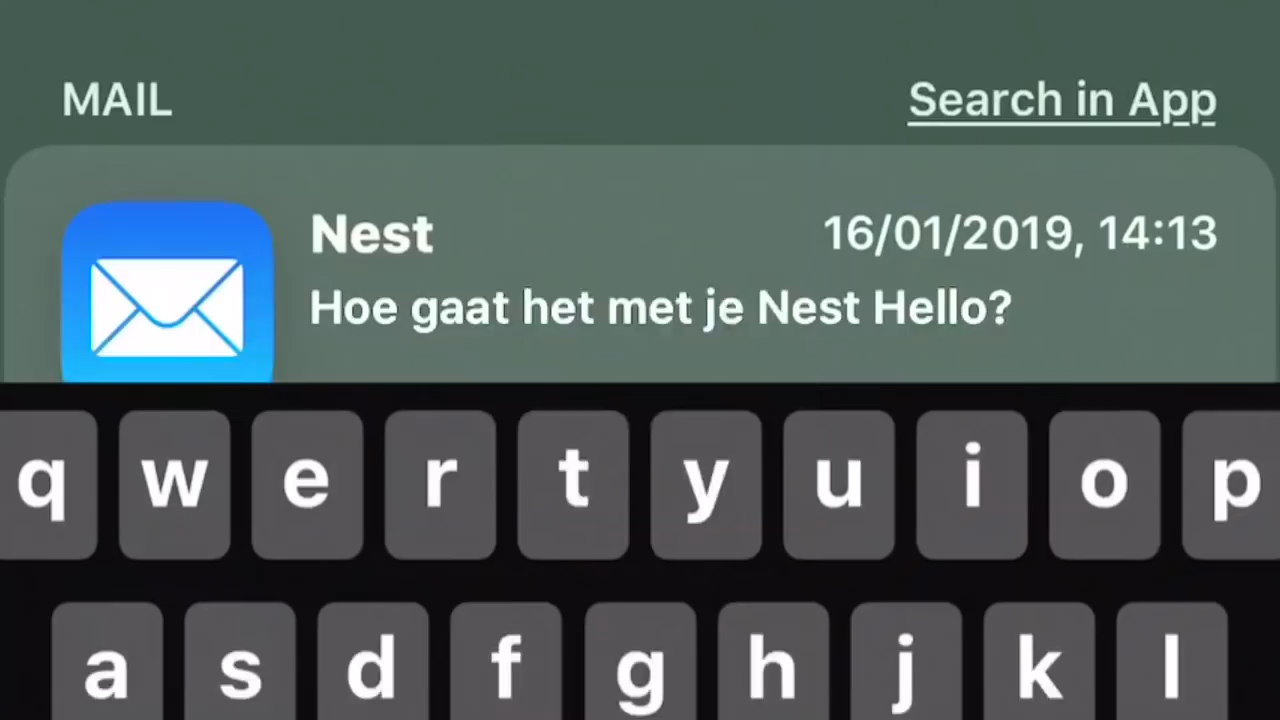 MAIL Search in App
Nest 16/01/2019, 14:13
Hoe gaat het met je Nest Hello?
q w e r t y u i o p
a s d f g h j k l